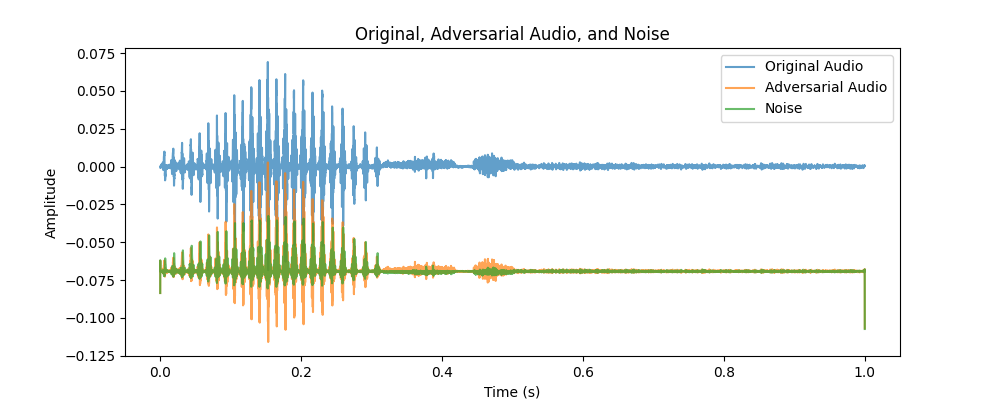 Original, Adversarial Audio, and Noise
Original Audio
Adversarial Audio
Noise
Amplitude
0.075
0.050
0.025
0.000
−0.025
−0.050
−0.075
−0.100
−0.125
0.0 0.2 0.4 0.6 0.8 1.0
Time (s)